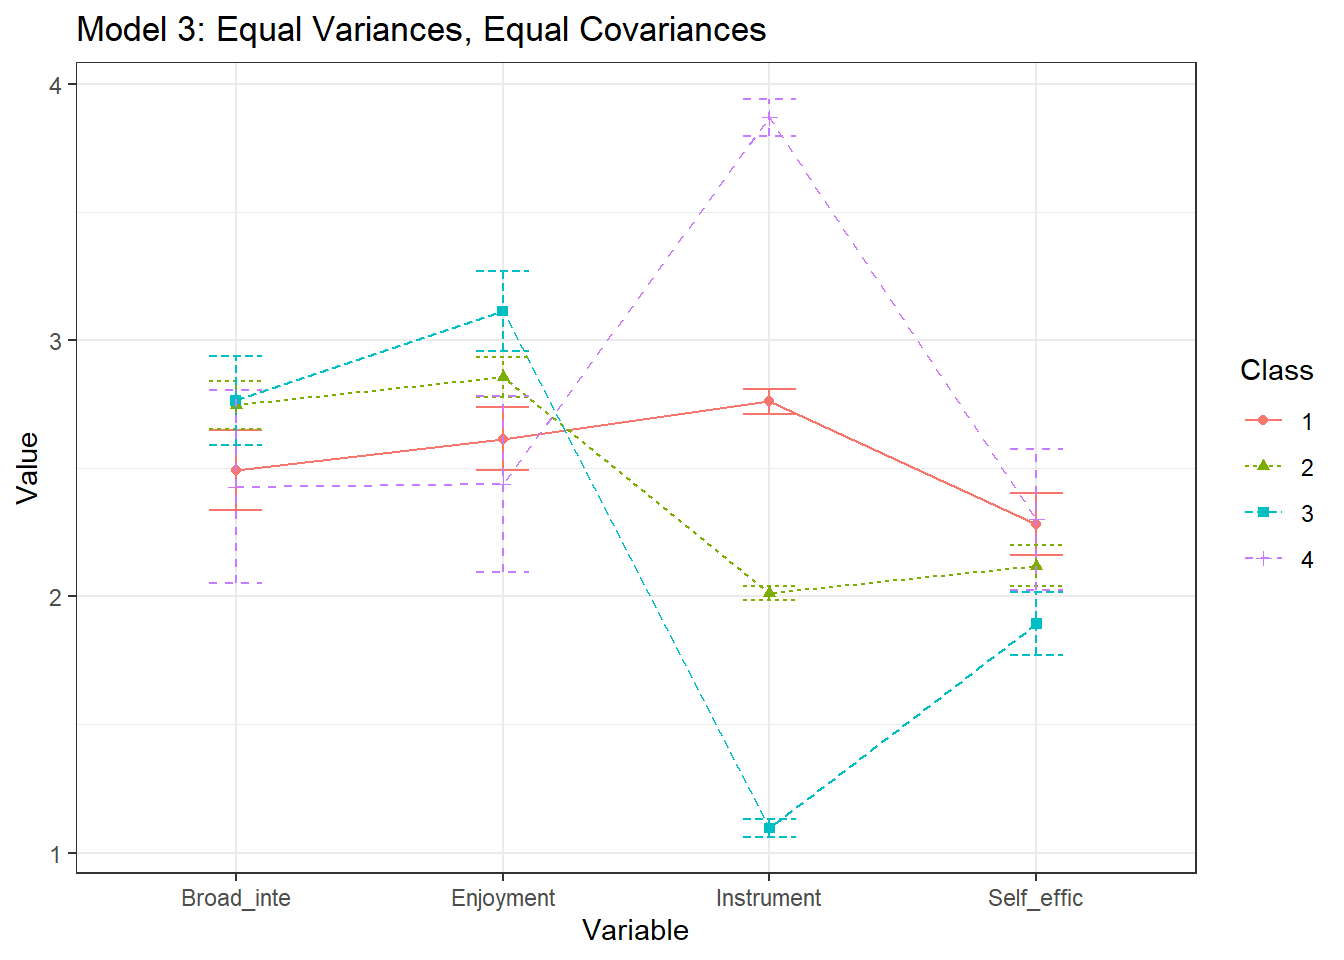 Model 3: Equal Variances, Equal Covariances
4
3
2
1
Value
Broad_inte Enjoyment Instrument Self_effic
Variable
Class
1
2
3
4